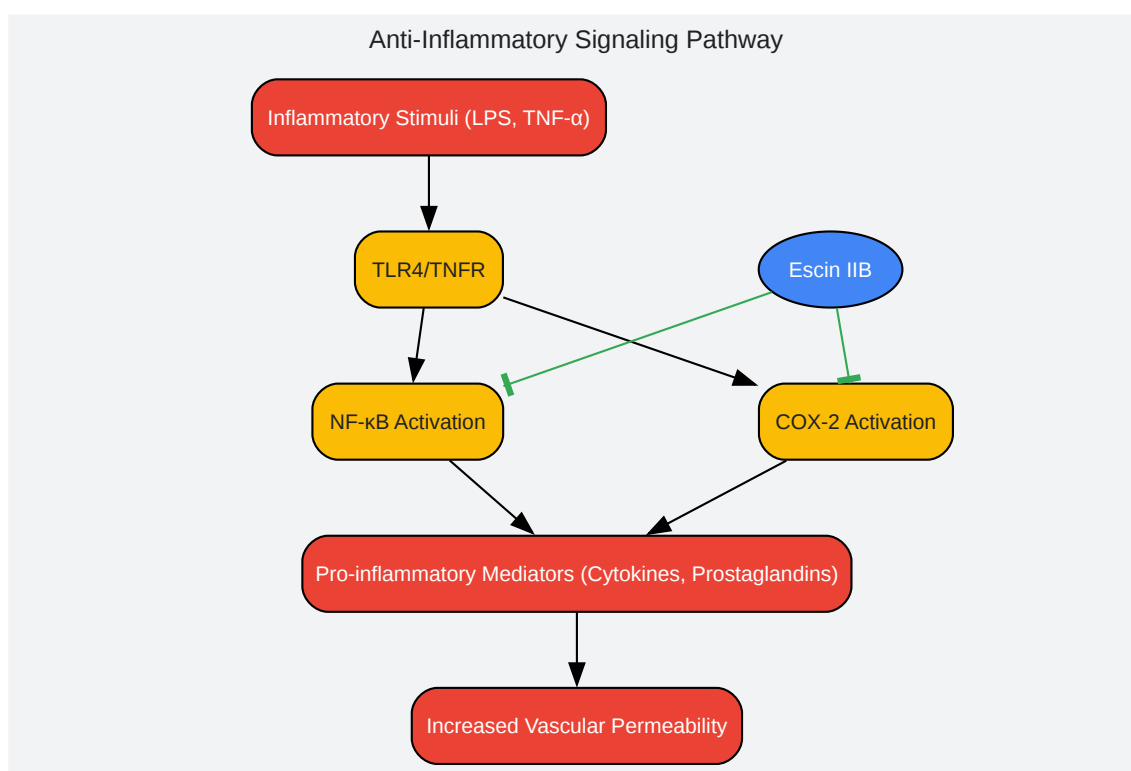 Anti-Inflammatory Signaling Pathway
Inflammatory Stimuli (LPS, TNF-α)
TLR4/TNFR
Escin IIB
NF-κB Activation
COX-2 Activation
Pro-inflammatory Mediators (Cytokines, Prostaglandins)
Increased Vascular Permeability